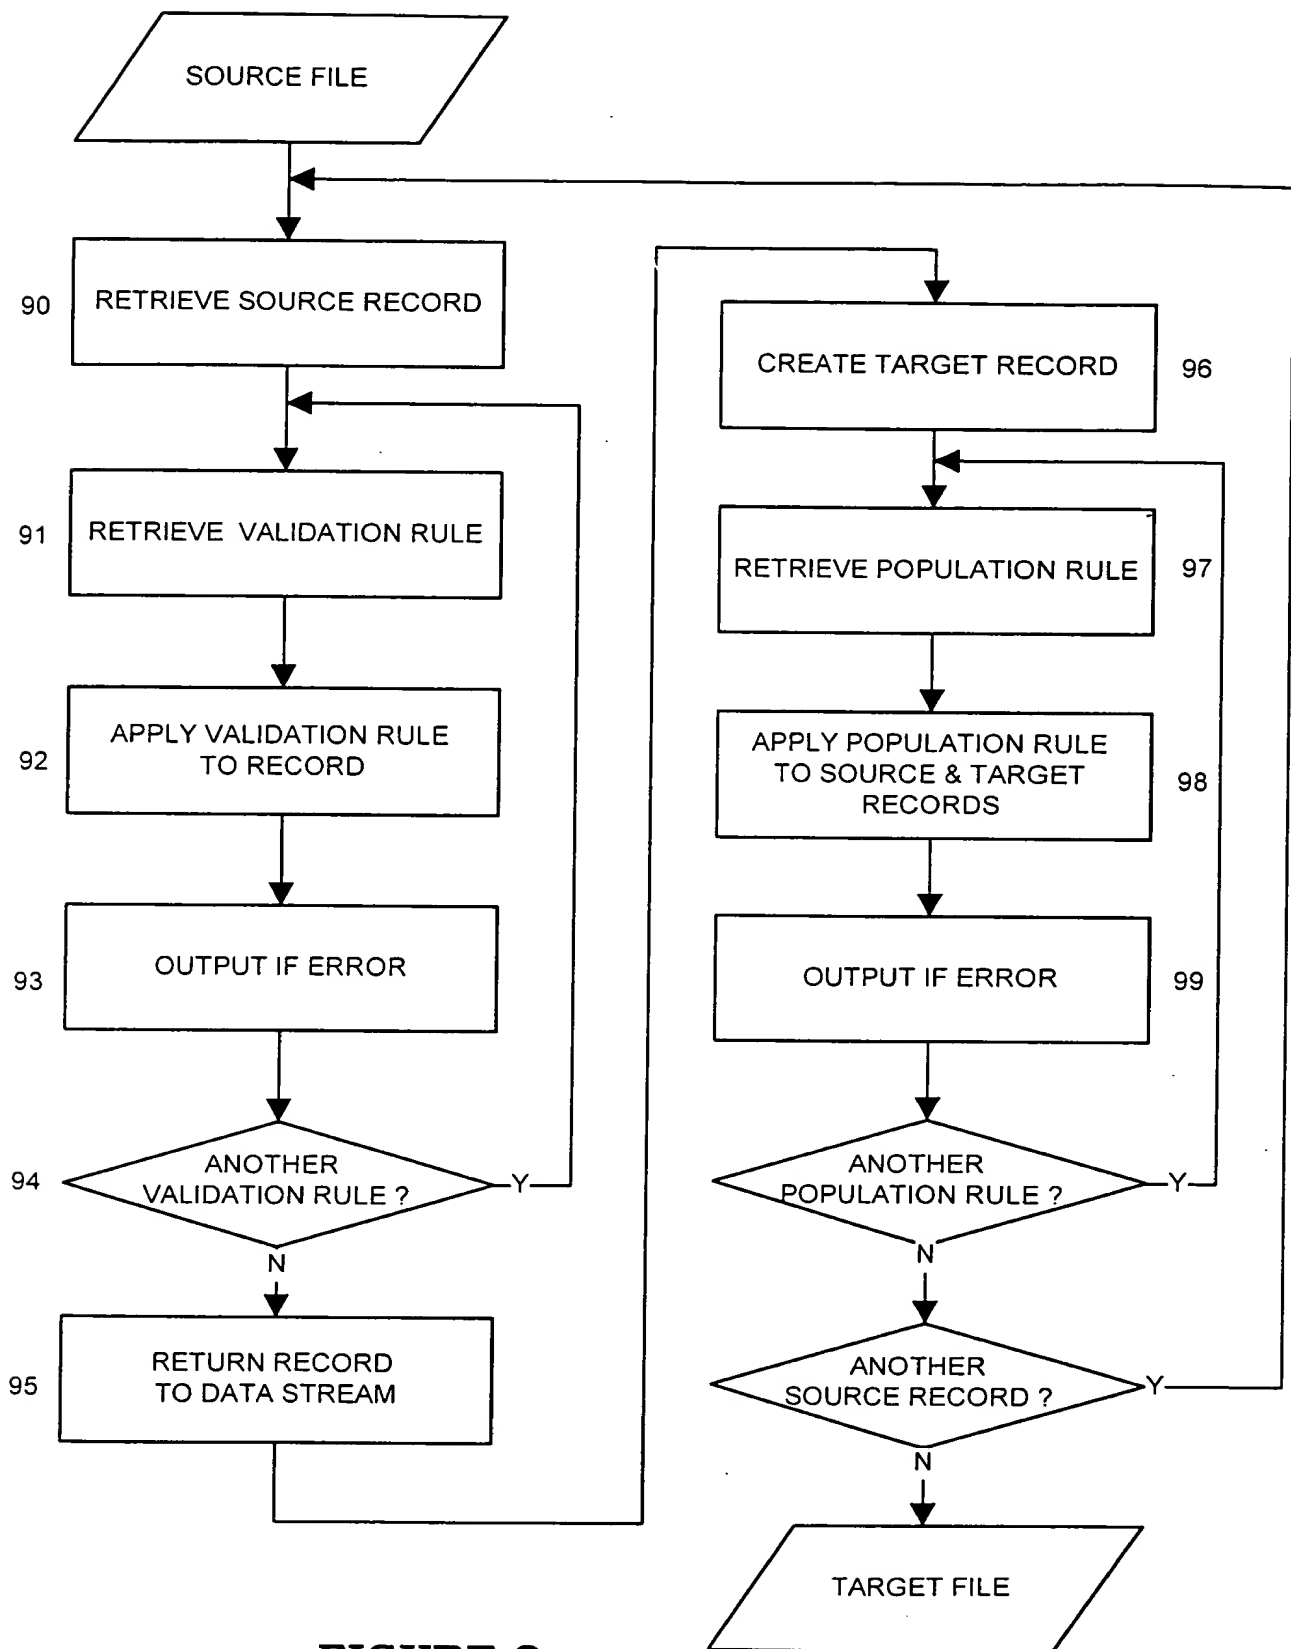 SOURCE FILE
90
RETRIEVE SOURCE RECORD
91
RETRIEVE VALIDATION RULE
92
APPLY VALIDATION RULE
TO RECORD
93
OUTPUT IF ERROR
94
ANOTHER
VALIDATION RULE ?
Y
N
95
RETURN RECORD
TO DATA STREAM
CREATE TARGET RECORD
96
RETRIEVE POPULATION RULE
97
APPLY POPULATION RULE
TO SOURCE & TARGET
RECORDS
98
OUTPUT IF ERROR
99
ANOTHER
POPULATION RULE ?
Y
N
ANOTHER
SOURCE RECORD ?
Y
N
TARGET FILE
FIGURE